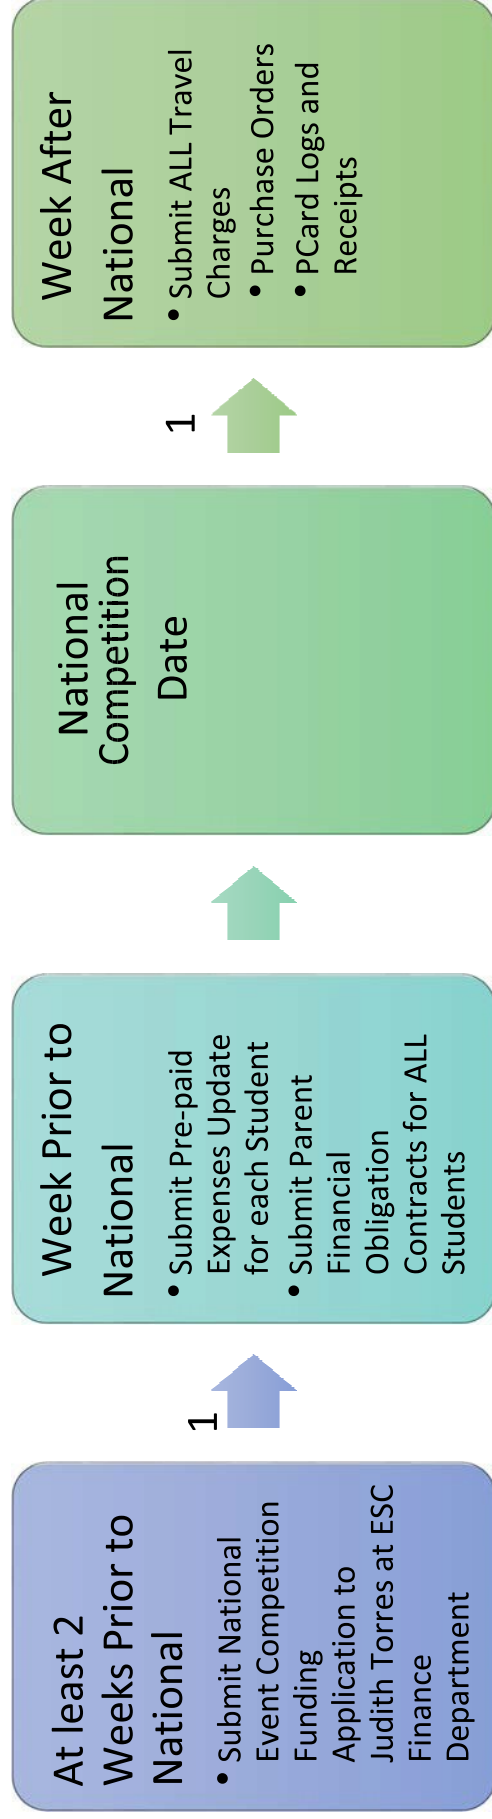 At least 2
Weeks Prior to
National
• Submit National
Event Competition
Funding
Application to
Judith Torres at ESC
Finance
Department
1
Week Prior to
National
• Submit Pre-paid
Expenses Update
for each Student
• Submit Parent
Financial
Obligation
Contracts for ALL
Students
National
Competition
Date
1
Week After
National
• Submit ALL Travel
Charges
• Purchase Orders
• PCard Logs and
Receipts